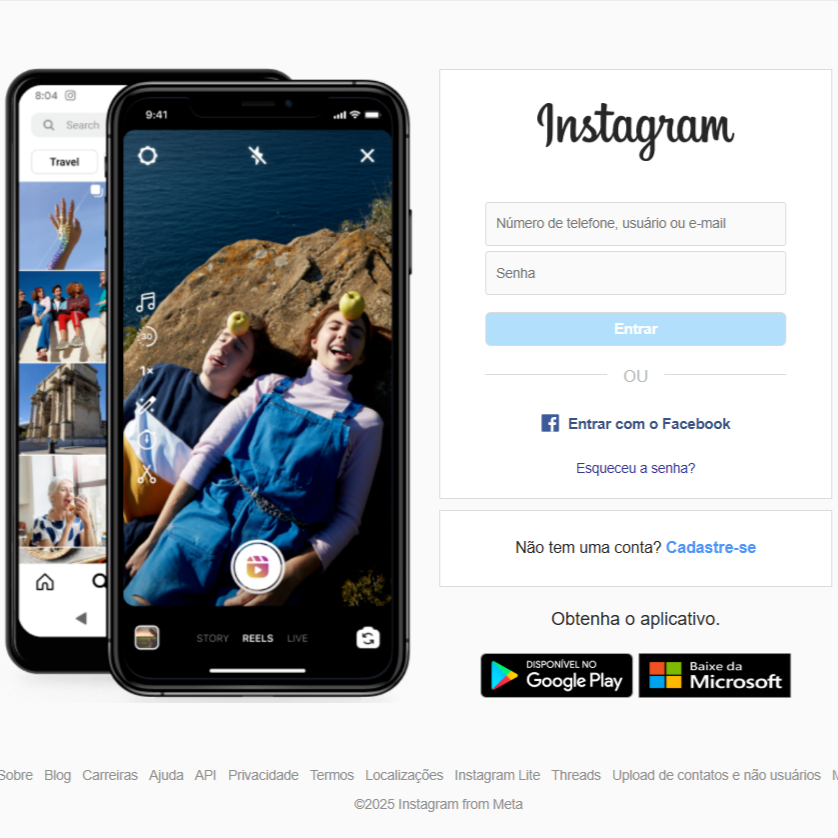 8:04
Search
Travel
9:41
30
1x
STORY REELS LIVE
Instagram
Número de telefone, usuário ou e-mail
Senha
Entrar
OU
Entrar com o Facebook
Esqueceu a senha?
Não tem uma conta? Cadastre-se
Obtenha o aplicativo.
DISPONÍVEL NO
Google Play
Baixe da
Microsoft
Sobre Blog Carreiras Ajuda API Privacidade Termos Localizações Instagram Lite Threads Upload de contatos e não usuários
©2025 Instagram from Meta